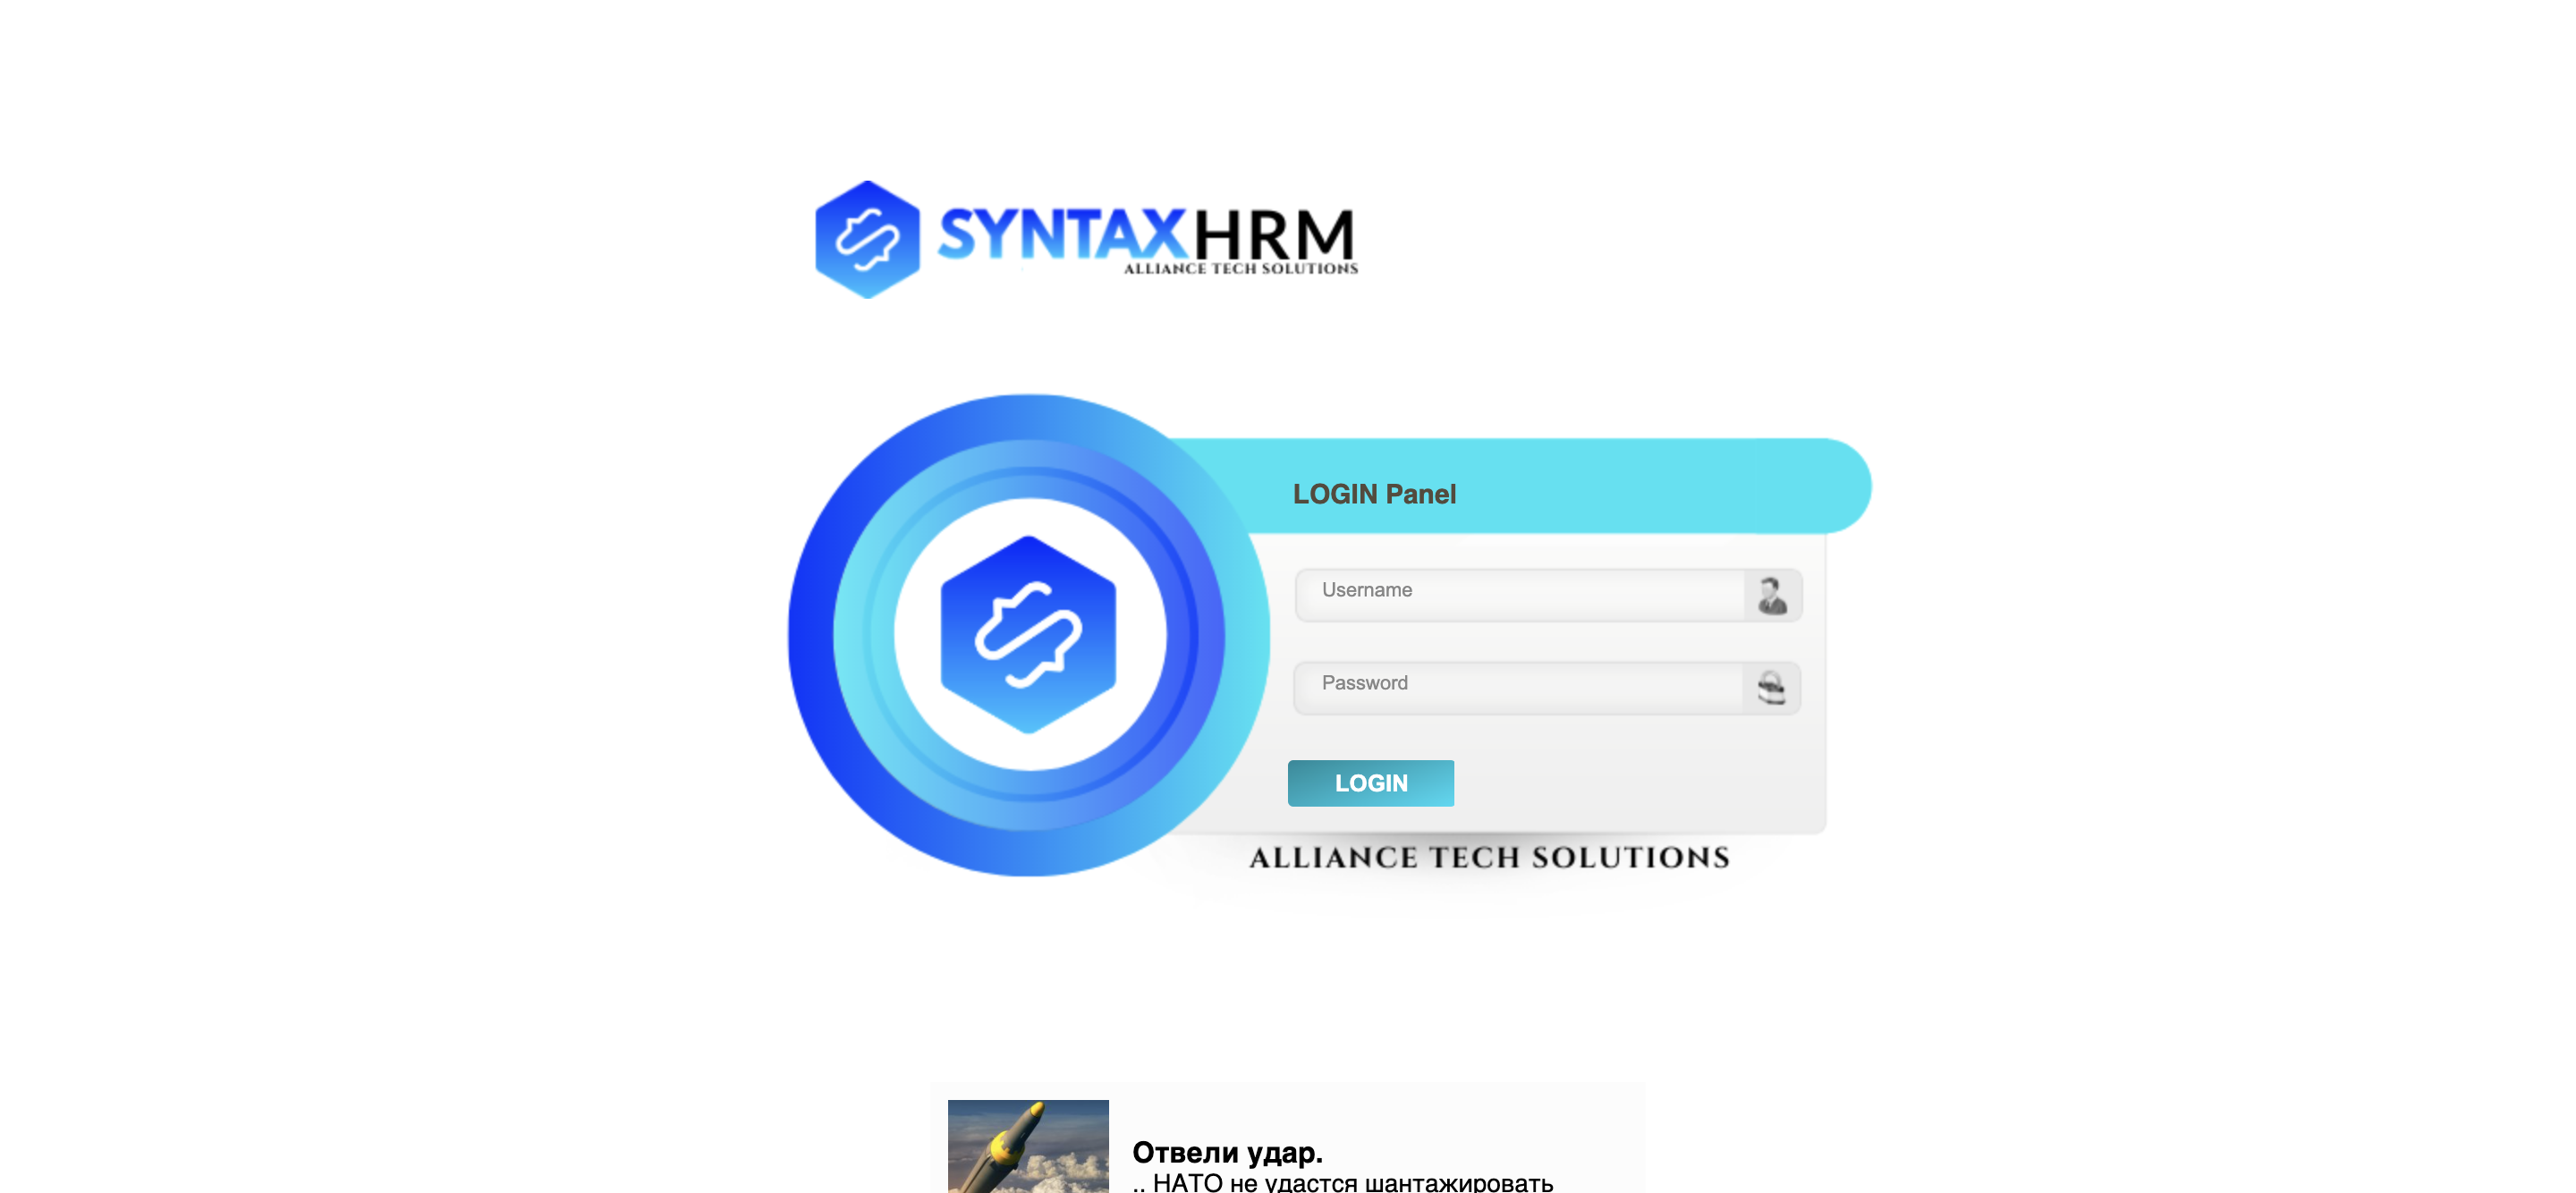 SYNTAXHRM
ALLIANCE TECH SOLUTIONS
LOGIN Panel
Username
Password
LOGIN
ALLIANCE TECH SOLUTIONS
Отвели удар.
.. НАТО не удастся шантажировать